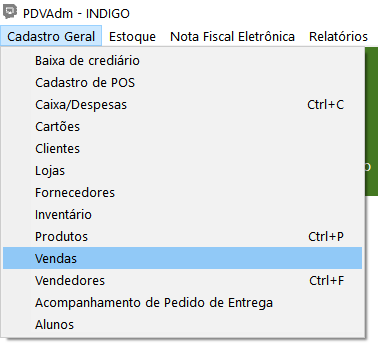 PDVAdm - INDIGO
Cadastro Geral Estoque Nota Fiscal Eletrônica Relatórios
Baixa de crediário
Cadastro de POS
Caixa/Despesas Ctrl+C
Cartões
Clientes
Lojas
Fornecedores
Inventário
Produtos Ctrl+P
Vendas
Vendedores Ctrl+F
Acompanhamento de Pedido de Entrega
Alunos